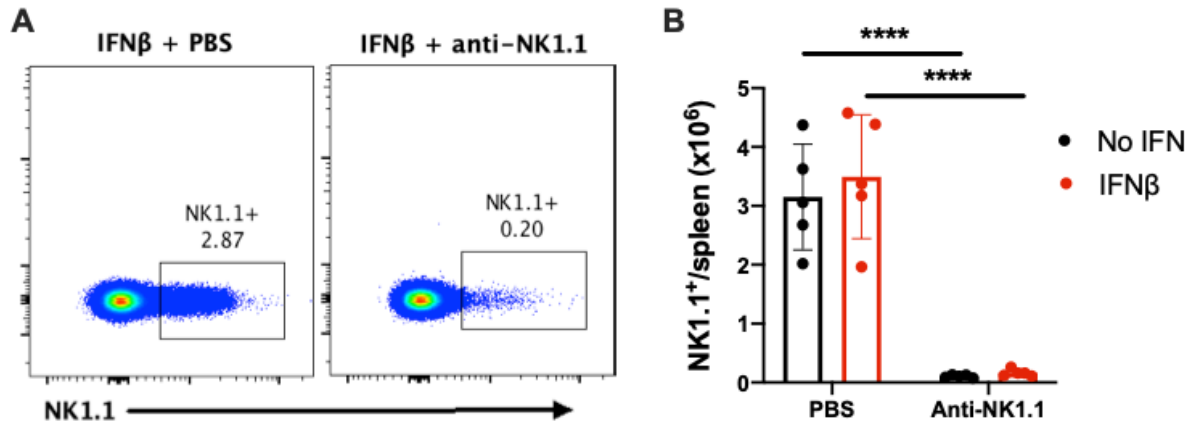 A
IFNβ + PBS
IFNβ + anti-NK1.1
NK1.1+
2.87
NK1.1+
0.20
NK1.1
B
****
****
NK1.1⁺/spleen (x10⁶)
5
4
3
2
1
0
PBS
Anti-NK1.1
No IFN
IFNβ